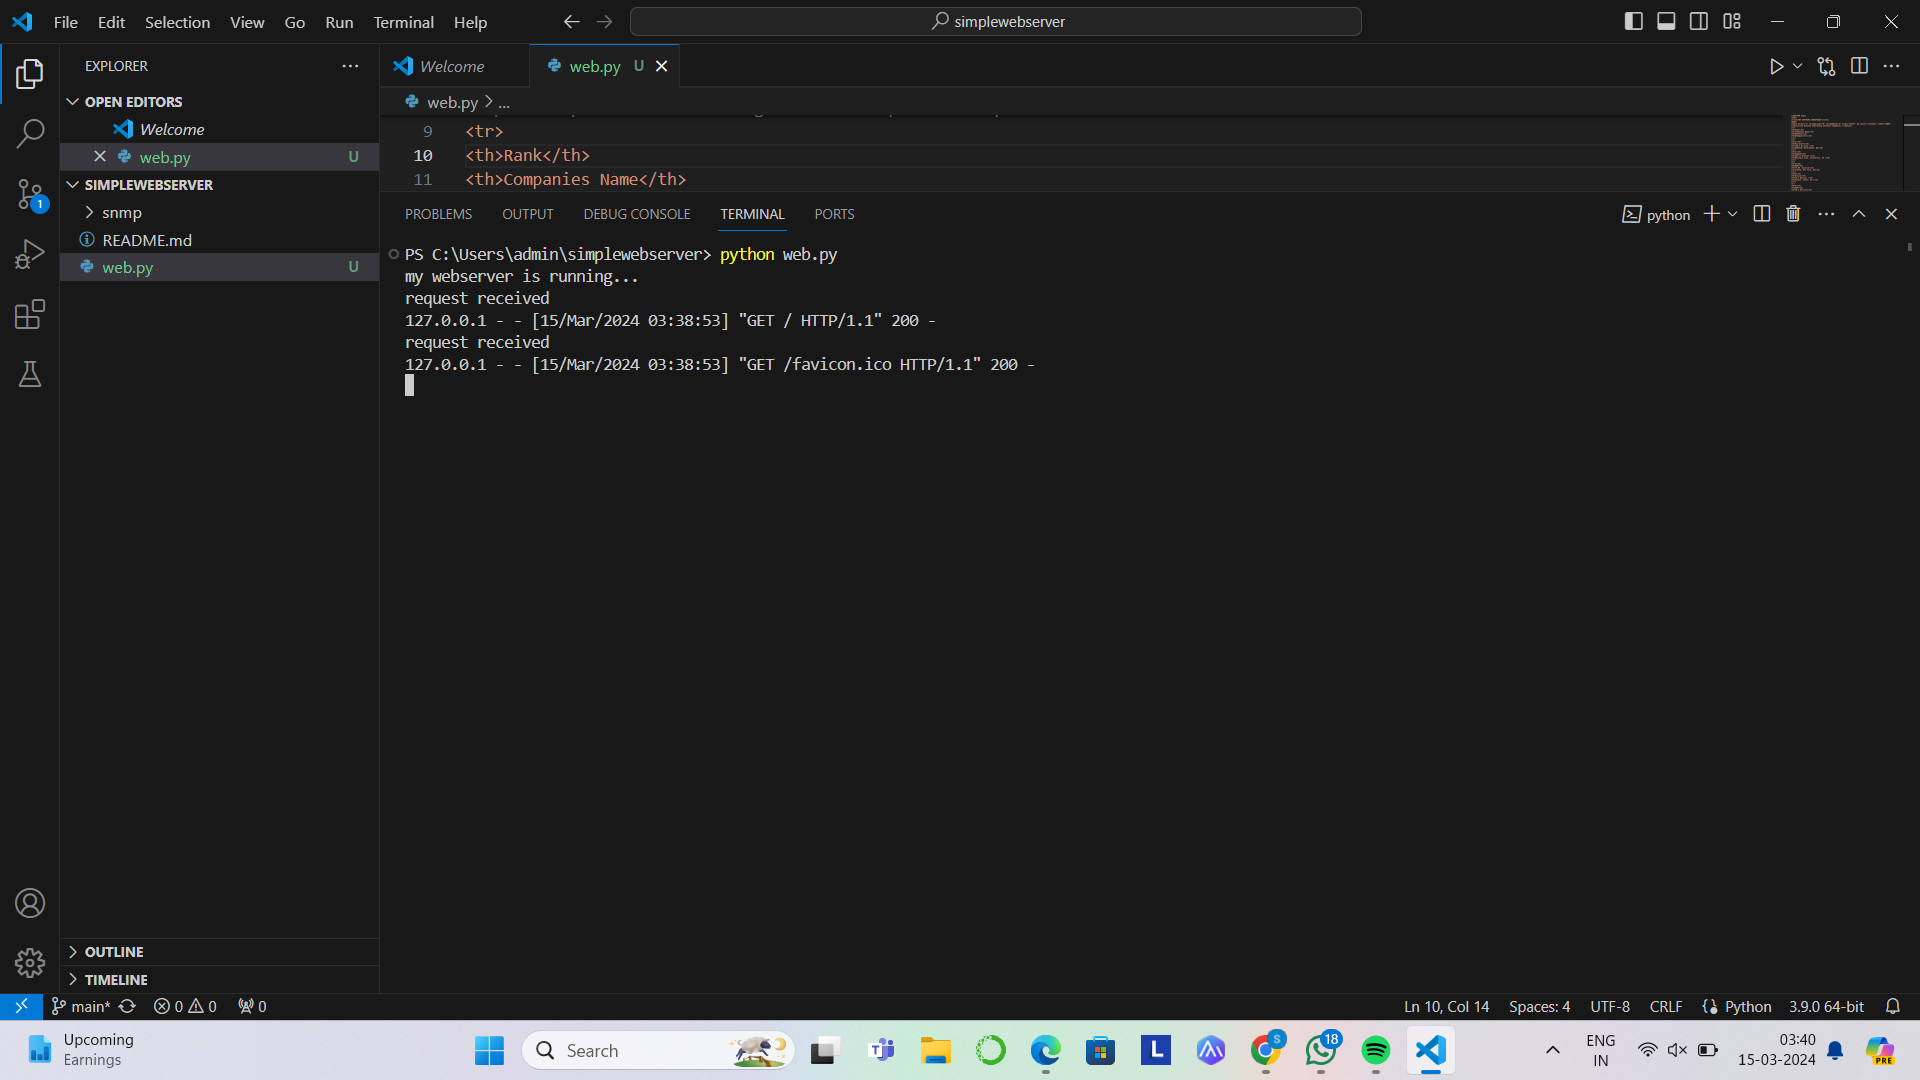 File Edit Selection View Go Run Terminal Help
simplewebserver
EXPLORER
OPEN EDITORS
Welcome
web.py U
SIMPLEWEBSERVER
snmp
README.md
web.py U
OUTLINE
TIMELINE
1
Welcome
web.py U
web.py > ...
9 <tr>
10 <th>Rank</th>
11 <th>Companies Name</th>
PROBLEMS OUTPUT DEBUG CONSOLE TERMINAL PORTS
python
PS C:\Users\admin\simplewebserver> python web.py
my webserver is running...
request received
127.0.0.1 - - [15/Mar/2024 03:38:53] "GET / HTTP/1.1" 200 -
request received
127.0.0.1 - - [15/Mar/2024 03:38:53] "GET /favicon.ico HTTP/1.1" 200 -
main* 0 0 0
Ln 10, Col 14 Spaces: 4 UTF-8 CRLF Python 3.9.0 64-bit
Upcoming
Earnings
Search
L
S
18
ENG
IN
03:40
15-03-2024
PRE